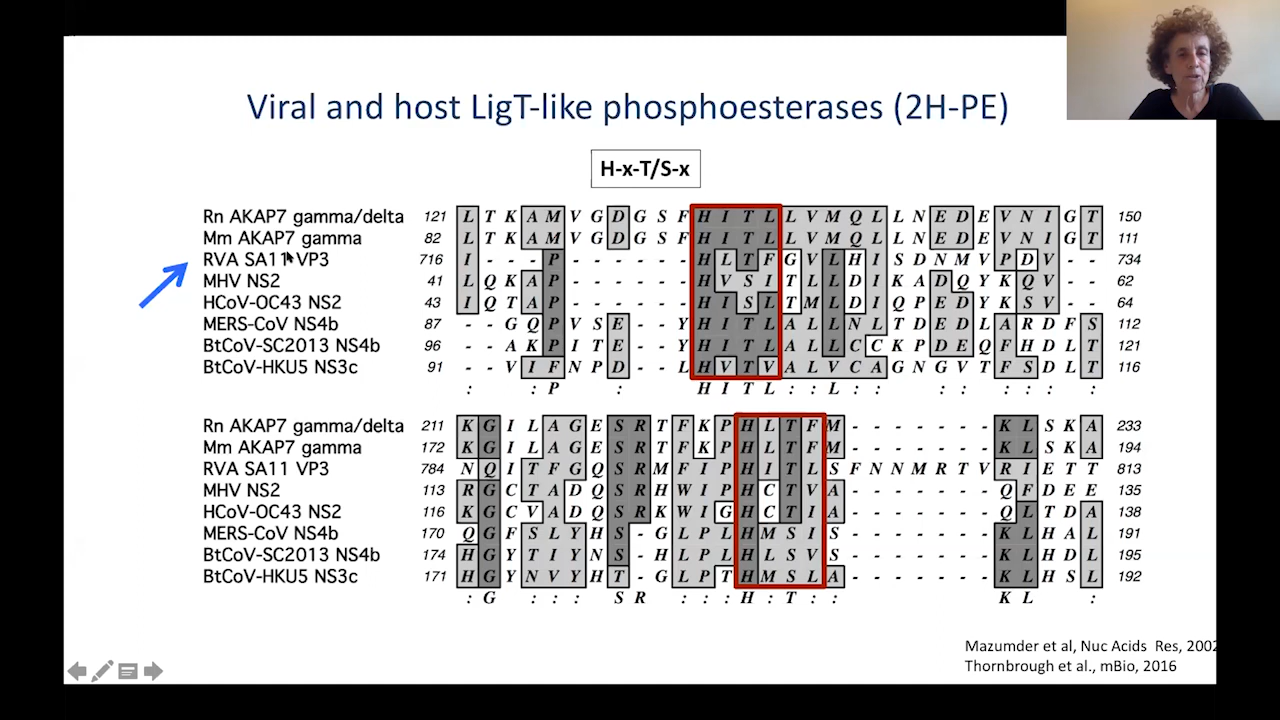 Viral and host LigT-like phosphoesterases (2H-PE)
H-x-T/S-x
Rn AKAP7 gamma/delta 121 L T K A M V G D G S F H I T L L V M Q L L N E D E V N I G T 150
Mm AKAP7 gamma 82 L T K A M V G D G S F H I T L L V M Q L L N E D E V N I G T 111
RVA SA11 VP3 716 I - - - P - - - - - - H L T F G V L H I S D N M V P D V - - 734
MHV NS2 41 L Q K A P - - - - - - H V S I T L L D I K A D Q Y K Q V - - 62
HCoV-OC43 NS2 43 I Q T A P - - - - - - H I S L T M L D I Q P E D Y K S V - - 64
MERS-CoV NS4b 87 - - G Q P V S E - - Y H I T L A L L N L T D E D L A R D F S 112
BtCoV-SC2013 NS4b 96 - - A K P I T E - - Y H I T L A L L C C K P D E Q F H D L T 121
BtCoV-HKU5 NS3c 91 - - V I F N P D - - L H V T V A L V C A G N G V T F S D L T 116
: : P : H I T L : : L : : : : : : :
Rn AKAP7 gamma/delta 211 K G I L A G E S R T F K P H L T F M - - - - - - - K L S K A 233
Mm AKAP7 gamma 172 K G I L A G E S R T F K P H L T F M - - - - - - - K L S K A 194
RVA SA11 VP3 784 N Q I T F G Q S R M F I P H I T L S F N N M R T V R I E T T 813
MHV NS2 113 R G C T A D Q S R H W I P H C T V A - - - - - - - Q F D E E 135
HCoV-OC43 NS2 116 K G C V A D Q S R K W I G H C T I A - - - - - - - Q L T D A 138
MERS-CoV NS4b 170 Q G F S L Y H S - G L P L H M S I S - - - - - - - K L H A L 191
BtCoV-SC2013 NS4b 174 H G Y T I Y N S - H L P L H L S V S - - - - - - - K L H D L 195
BtCoV-HKU5 NS3c 171 H G Y N V Y H T - G L P T H M S L A - - - - - - - K L H S L 192
: G : : : S R : : : H : T : : K L :
Mazumder et al, Nuc Acids Res, 2002
Thornbrough et al., mBio, 2016